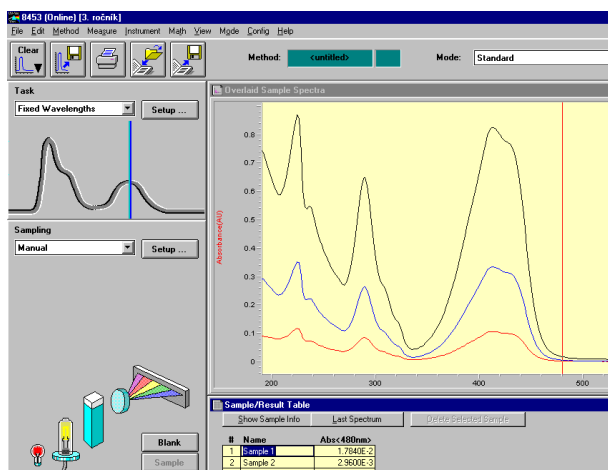 8453 (Online) [3. ročník]
File Edit Method Measure Instrument Math View Mode Config Help
Clear
Method: <untitled> Mode: Standard
Task
Fixed Wavelengths Setup ...
Sampling
Manual Setup ...
Blank
Sample
Overlaid Sample Spectra
Absorbance(AU)
0.8
0.7
0.6
0.5
0.4
0.3
0.2
0.1
0
200 300 400 500
Sample/Result Table
Show Sample Info Last Spectrum Delete Selected Sample
# Name Abs<480nm>
1 Sample 1 1.7840E-2
2 Sample 2 2.9600E-3